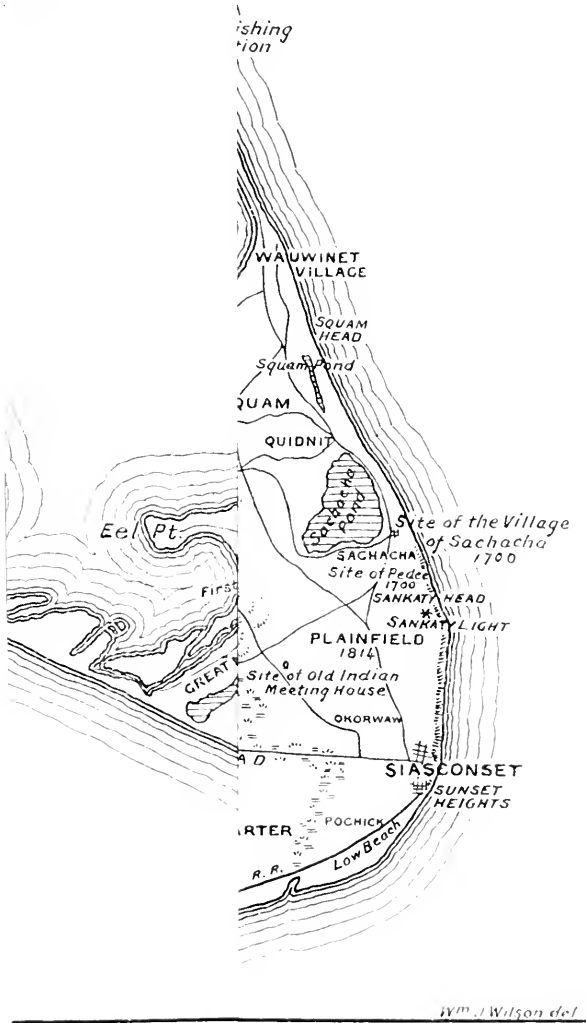 ishing
tion
WAUWINET
VILLAGE
SQUAM
HEAD
Squam Pond
QUAM
QUIDNIT
Sachacha
Pond
Eel Pt.
Site of the Village
of Sachacha
1700
SACHACHA
Site of Pedee
1700
First
SANKATY HEAD
SANKATY LIGHT
PLAINFIELD
1814
GREAT
Site of Old Indian
Meeting House
OKORWAW
AD
SIASCONSET
SUNSET
HEIGHTS
POCHICK
ARTER
Low Beach
R. R.
Wm. J Wilson del